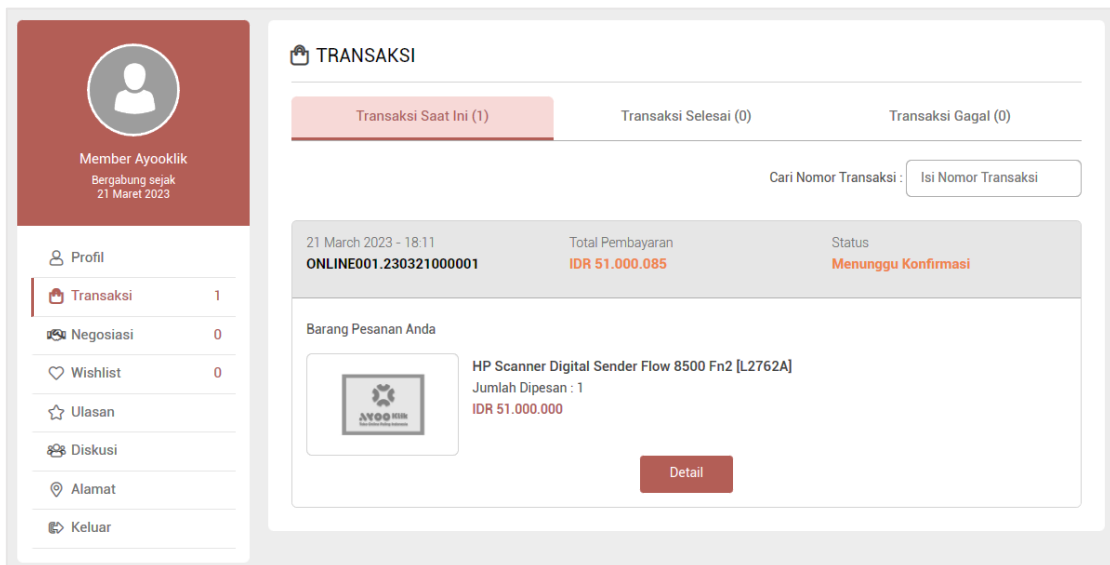 Member Ayooklik
Bergabung sejak
21 Maret 2023
Profil
Transaksi 1
Negosiasi 0
Wishlist 0
Ulasan
Diskusi
Alamat
Keluar
TRANSAKSI
Transaksi Saat Ini (1) Transaksi Selesai (0) Transaksi Gagal (0)
Cari Nomor Transaksi : Isi Nomor Transaksi
21 March 2023 - 18:11 Total Pembayaran Status
ONLINE001.230321000001 IDR 51.000.085 Menunggu Konfirmasi
Barang Pesanan Anda
AYOO Klik
HP Scanner Digital Sender Flow 8500 Fn2 [L2762A]
Jumlah Dipesan : 1
IDR 51.000.000
Detail